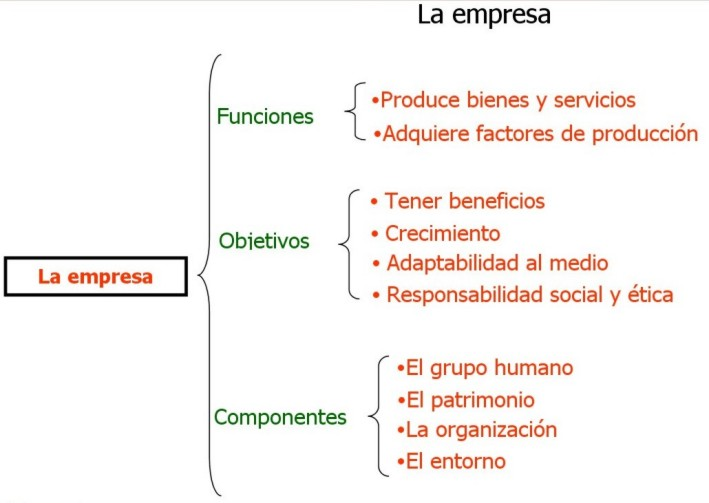 La empresa
La empresa
Funciones
•Produce bienes y servicios
•Adquiere factores de producción
Objetivos
• Tener beneficios
• Crecimiento
• Adaptabilidad al medio
• Responsabilidad social y ética
Componentes
•El grupo humano
•El patrimonio
•La organización
•El entorno